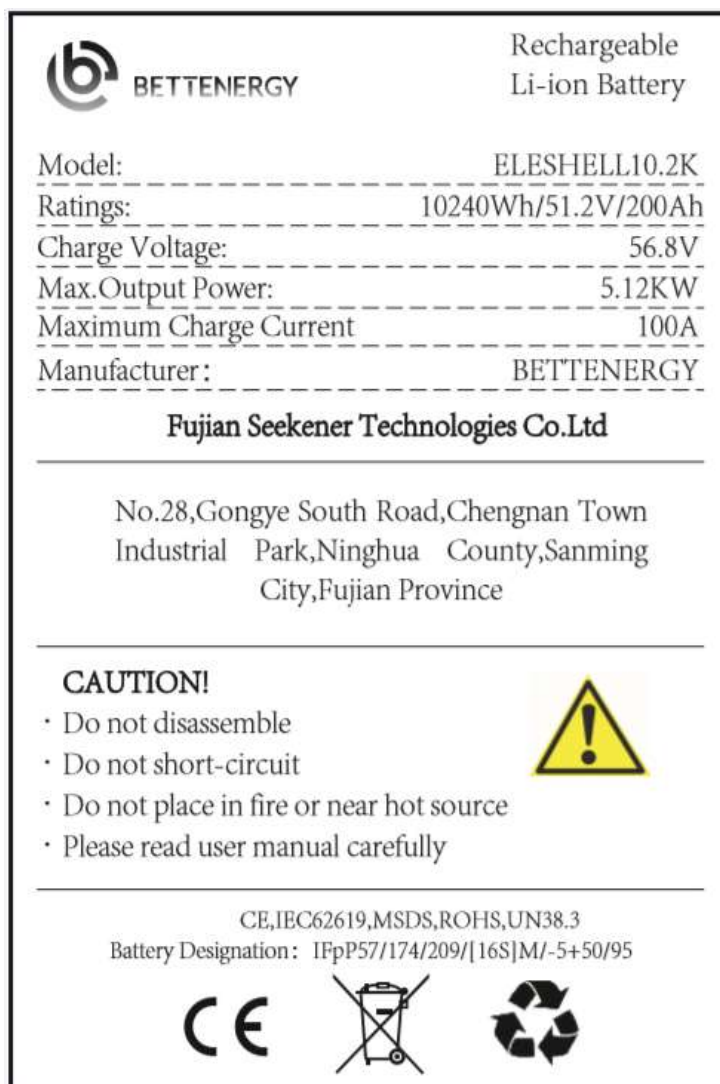 BETTENERGY
Rechargeable
Li-ion Battery
Model: ELESHELL10.2K
Ratings: 10240Wh/51.2V/200Ah
Charge Voltage: 56.8V
Max.Output Power: 5.12KW
Maximum Charge Current 100A
Manufacturer: BETTENERGY
Fujian Seekener Technologies Co.Ltd
No.28,Gongye South Road,Chengnan Town
Industrial Park,Ninghua County,Sanming
City,Fujian Province
CAUTION!
· Do not disassemble
· Do not short-circuit
· Do not place in fire or near hot source
· Please read user manual carefully
CE,IEC62619,MSDS,ROHS,UN38.3
Battery Designation: IFpP57/174/209/[16S]M/-5+50/95
CE